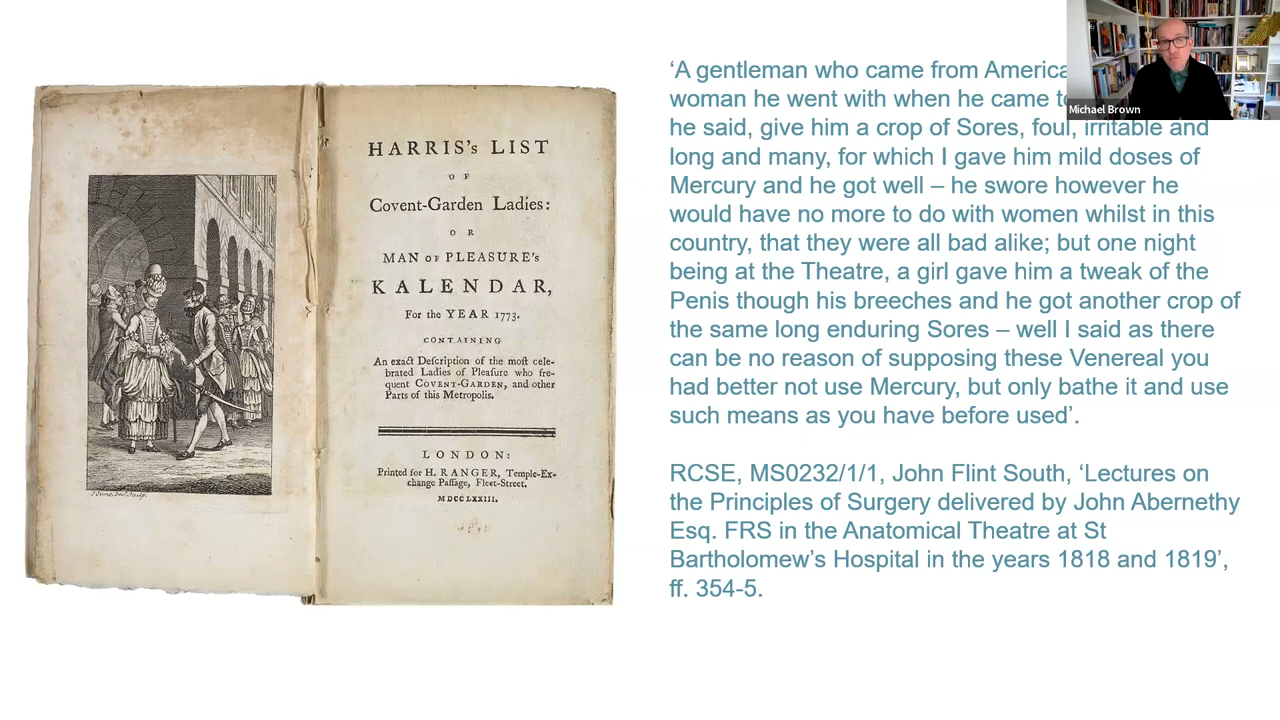 HARRIS's LIST
OF
Covent-Garden Ladies:
OR
MAN OF PLEASURE's
KALENDAR,
For the YEAR 1773.
CONTAINING
An exact Description of the most cele-
brated Ladies of Pleasure who fre-
quent COVENT-GARDEN, and other
Parts of this Metropolis.
LONDON:
Printed for H. RANGER, Temple-Ex-
change Passage, Fleet-Street.
MDCCLXXIII.
‘A gentleman who came from America
woman he went with when he came
he said, give him a crop of Sores, foul, irritable and
long and many, for which I gave him mild doses of
Mercury and he got well – he swore however he
would have no more to do with women whilst in this
country, that they were all bad alike; but one night
being at the Theatre, a girl gave him a tweak of the
Penis though his breeches and he got another crop of
the same long enduring Sores – well I said as there
can be no reason of supposing these Venereal you
had better not use Mercury, but only bathe it and use
such means as you have before used’.
RCSE, MS0232/1/1, John Flint South, ‘Lectures on
the Principles of Surgery delivered by John Abernethy
Esq. FRS in the Anatomical Theatre at St
Bartholomew’s Hospital in the years 1818 and 1819’,
ff. 354-5.
Michael Brown